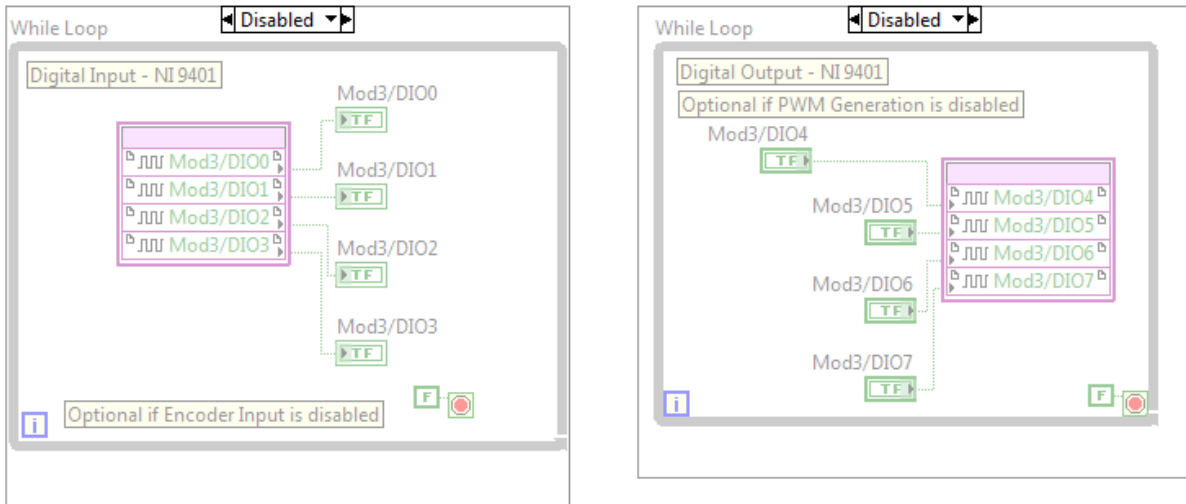 Disabled
While Loop
Digital Input - NI 9401
Mod3/DIO0
TF
Mod3/DIO0
Mod3/DIO1
Mod3/DIO1
TF
Mod3/DIO2
Mod3/DIO3
Mod3/DIO2
TF
Mod3/DIO3
TF
F
Optional if Encoder Input is disabled
i
Disabled
While Loop
Digital Output - NI 9401
Optional if PWM Generation is disabled
Mod3/DIO4
TF
Mod3/DIO4
Mod3/DIO5
TF
Mod3/DIO5
Mod3/DIO6
Mod3/DIO7
Mod3/DIO6
TF
Mod3/DIO7
TF
F
i